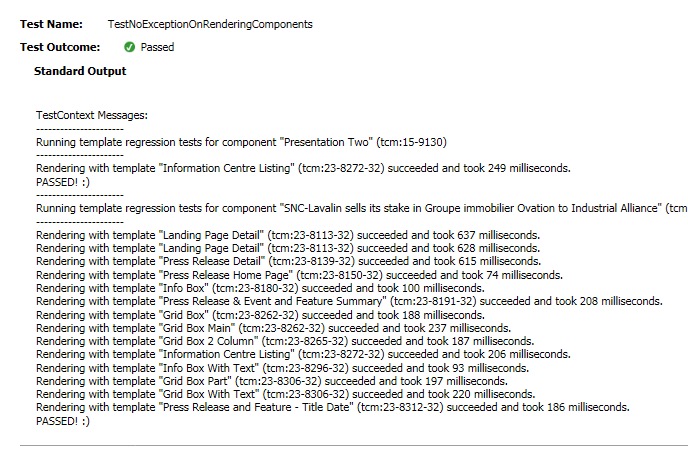 Test Name: TestNoExceptionOnRenderingComponents
Test Outcome: Passed
Standard Output
TestContext Messages:
----------------------
Running template regression tests for component "Presentation Two" (tcm:15-9130)
----------------------
Rendering with template "Information Centre Listing" (tcm:23-8272-32) succeeded and took 249 milliseconds.
PASSED! :)
----------------------
Running template regression tests for component "SNC-Lavalin sells its stake in Groupe immobilier Ovation to Industrial Alliance" (tcm
----------------------
Rendering with template "Landing Page Detail" (tcm:23-8113-32) succeeded and took 637 milliseconds.
Rendering with template "Landing Page Detail" (tcm:23-8113-32) succeeded and took 628 milliseconds.
Rendering with template "Press Release Detail" (tcm:23-8139-32) succeeded and took 615 milliseconds.
Rendering with template "Press Release Home Page" (tcm:23-8150-32) succeeded and took 74 milliseconds.
Rendering with template "Info Box" (tcm:23-8180-32) succeeded and took 100 milliseconds.
Rendering with template "Press Release & Event and Feature Summary" (tcm:23-8191-32) succeeded and took 208 milliseconds.
Rendering with template "Grid Box" (tcm:23-8262-32) succeeded and took 188 milliseconds.
Rendering with template "Grid Box Main" (tcm:23-8262-32) succeeded and took 237 milliseconds.
Rendering with template "Grid Box 2 Column" (tcm:23-8265-32) succeeded and took 187 milliseconds.
Rendering with template "Information Centre Listing" (tcm:23-8272-32) succeeded and took 206 milliseconds.
Rendering with template "Info Box With Text" (tcm:23-8296-32) succeeded and took 93 milliseconds.
Rendering with template "Grid Box Part" (tcm:23-8306-32) succeeded and took 197 milliseconds.
Rendering with template "Grid Box With Text" (tcm:23-8306-32) succeeded and took 220 milliseconds.
Rendering with template "Press Release and Feature - Title Date" (tcm:23-8312-32) succeeded and took 186 milliseconds.
PASSED! :)